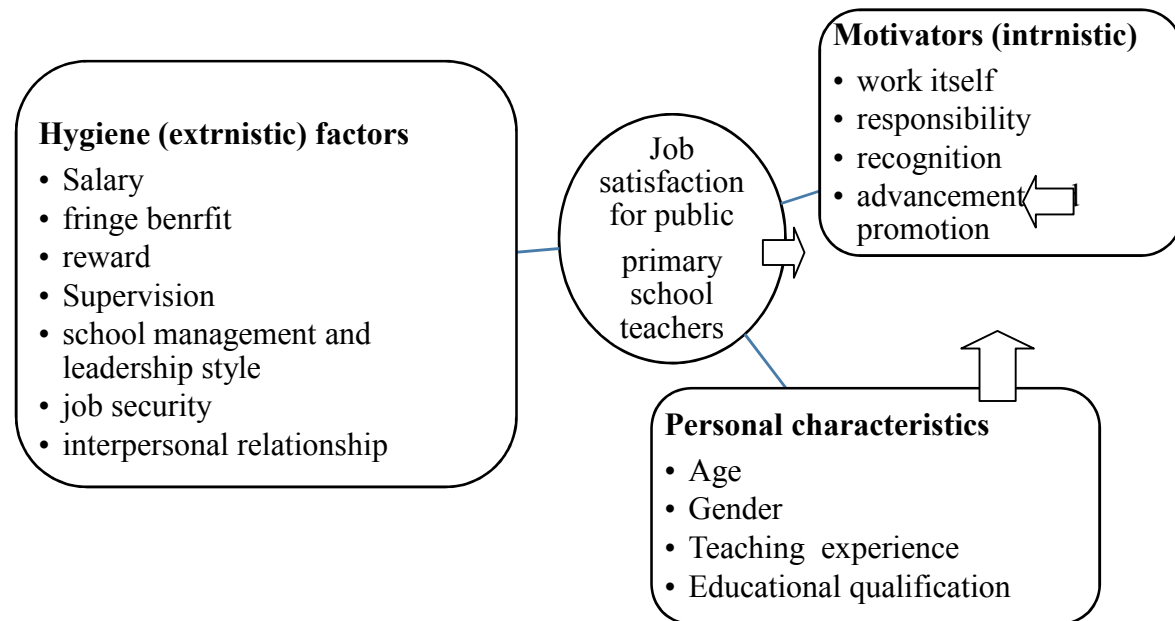 Hygiene (extrnistic) factors
• Salary
• fringe benrfit
• reward
• Supervision
• school management and
leadership style
• job security
• interpersonal relationship
Job
satisfaction
for public
primary
school
teachers
Motivators (intrnistic)
• work itself
• responsibility
• recognition
• advancement
promotion
Personal characteristics
• Age
• Gender
• Teaching experience
• Educational qualification